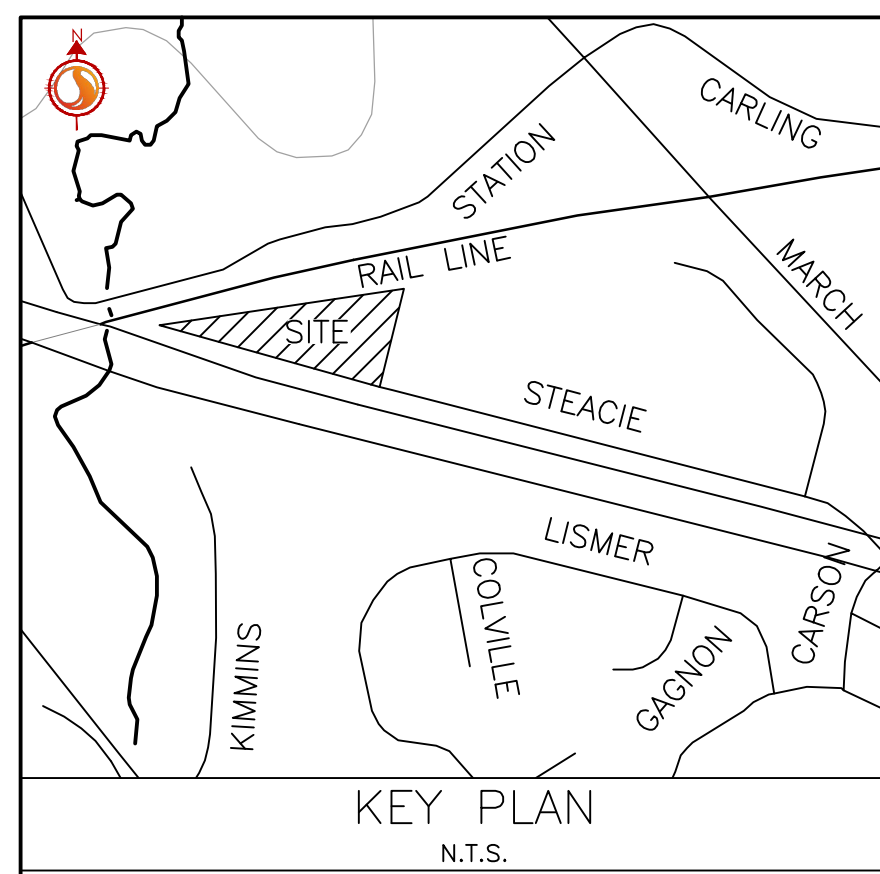 N
CARLING
STATION
RAIL LINE
MARCH
SITE
STEACIE
LISMER
CARSON
COLVILLE
KIMMINS
GAGNON
KEY PLAN
N.T.S.